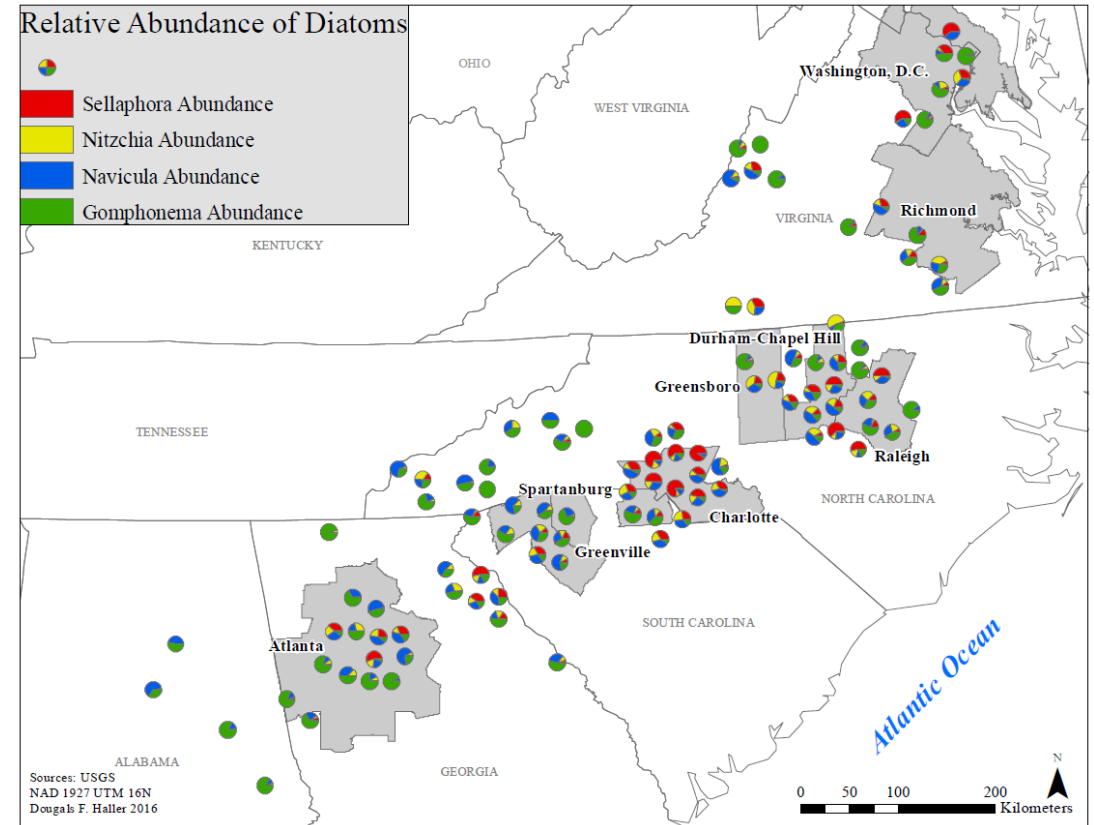 Relative Abundance of Diatoms
Sellaphora Abundance
Nitzchia Abundance
Navicula Abundance
Gomphonema Abundance
OHIO
Washington, D.C.
WEST VIRGINIA
VIRGINIA
Richmond
KENTUCKY
Durham-Chapel Hill
Greensboro
TENNESSEE
Raleigh
Spartanburg
NORTH CAROLINA
Charlotte
Greenville
SOUTH CAROLINA
Atlanta
Atlantic Ocean
ALABAMA
GEORGIA
Sources: USGS
NAD 1927 UTM 16N
Dougals F. Haller 2016
N
0 50 100 200
Kilometers